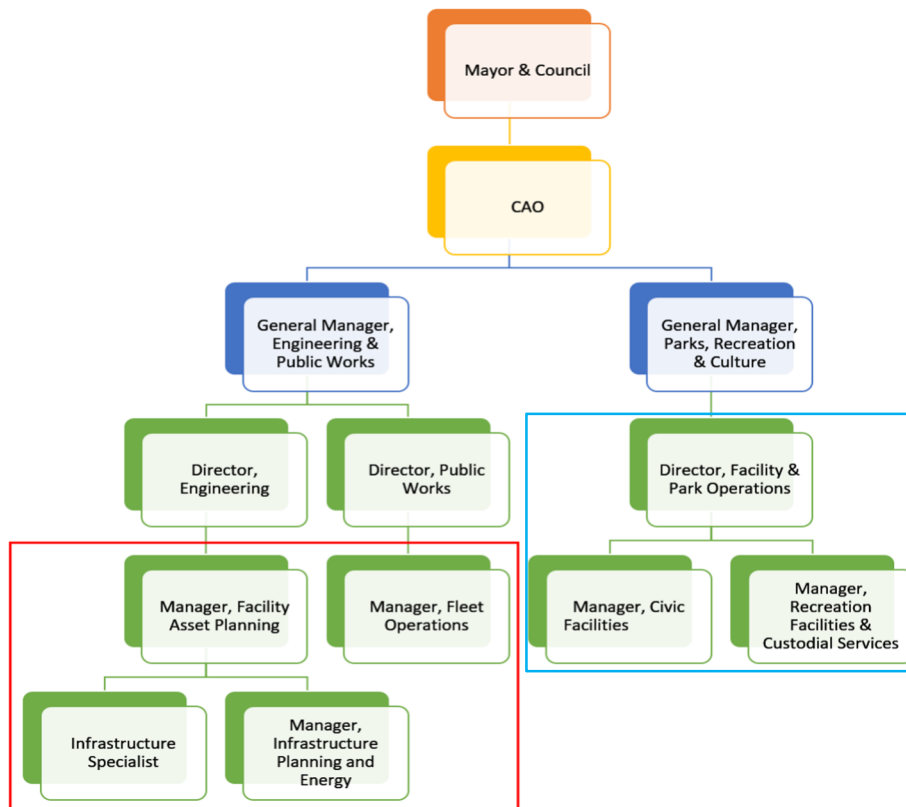 Mayor & Council
CAO
General Manager,
Engineering &
Public Works
General Manager,
Parks, Recreation
& Culture
Director,
Engineering
Director, Public
Works
Director, Facility &
Park Operations
Manager, Facility
Asset Planning
Manager, Fleet
Operations
Manager, Civic
Facilities
Manager,
Recreation
Facilities &
Custodial Services
Infrastructure
Specialist
Manager,
Infrastructure
Planning and
Energy